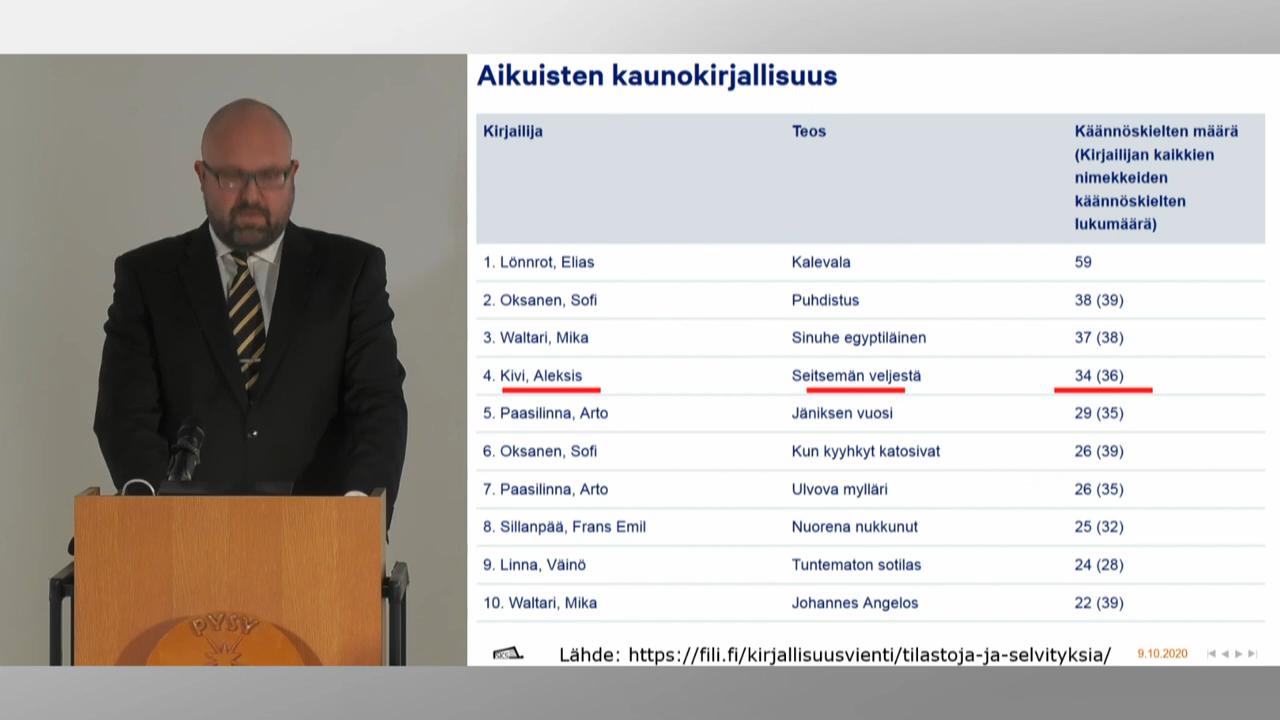 Aikuisten kaunokirjallisuus
Kirjailija Teos Käännöskielten määrä
(Kirjailijan kaikkien
nimekkeiden
käännöskielten
lukumäärä)
1. Lönnrot, Elias Kalevala 59
2. Oksanen, Sofi Puhdistus 38 (39)
3. Waltari, Mika Sinuhe egyptiläinen 37 (38)
4. Kivi, Aleksis Seitsemän veljestä 34 (36)
5. Paasilinna, Arto Jäniksen vuosi 29 (35)
6. Oksanen, Sofi Kun kyyhkyt katosivat 26 (39)
7. Paasilinna, Arto Ulvova mylläri 26 (35)
8. Sillanpää, Frans Emil Nuorena nukkunut 25 (32)
9. Linna, Väinö Tuntematon sotilas 24 (28)
10. Waltari, Mika Johannes Angelos 22 (39)
Lähde: https://fili.fi/kirjallisuusvienti/tilastoja-ja-selvityksia/
9.10.2020
PYSY